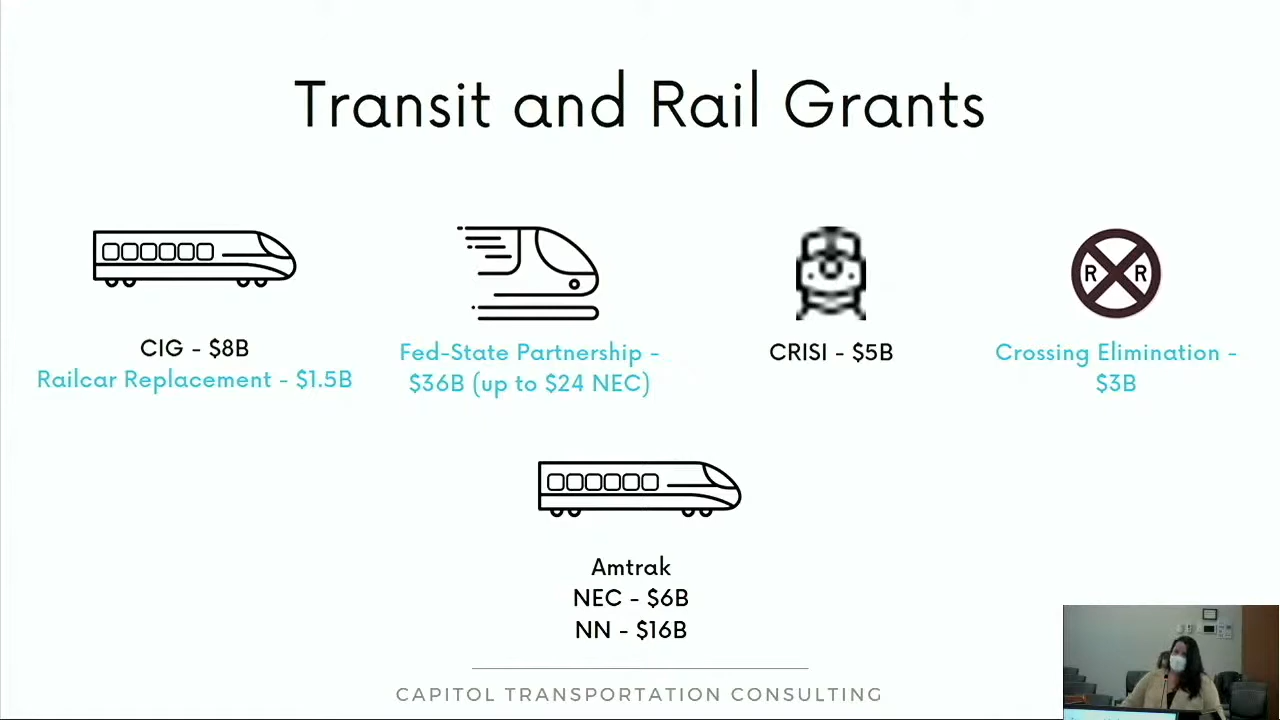 Transit and Rail Grants
R R
CIG - $8B
Railcar Replacement - $1.5B
Fed-State Partnership -
$36B (up to $24 NEC)
CRISI - $5B
Crossing Elimination -
$3B
Amtrak
NEC - $6B
NN - $16B
CAPITOL TRANSPORTATION CONSULTING